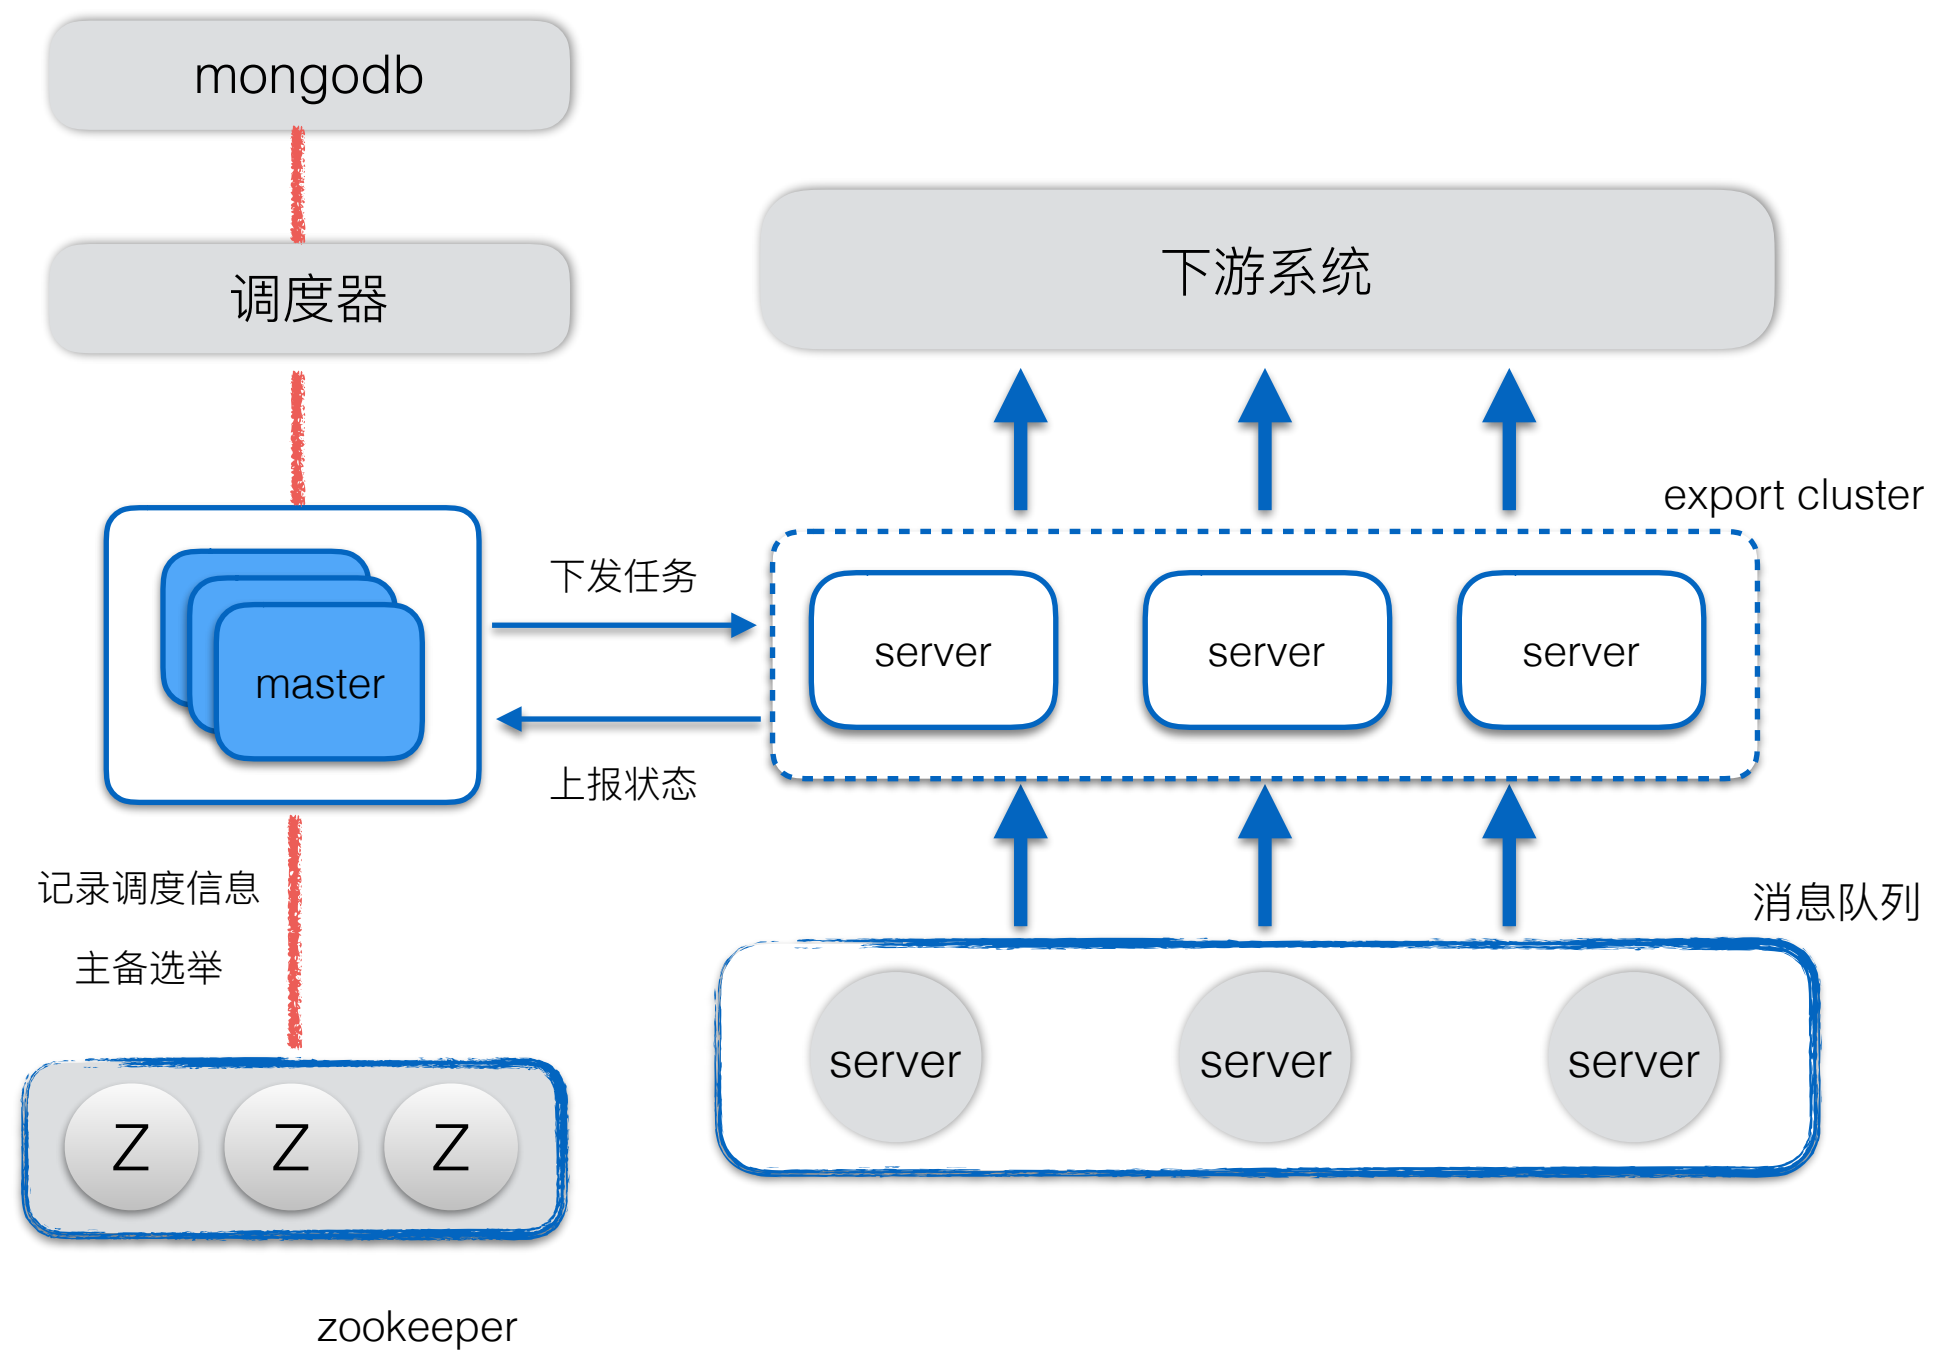 mongodb
调度器
下游系统
export cluster
下发任务
master
server
server
server
上报状态
记录调度信息
主备选举
消息队列
server
server
server
Z
Z
Z
zookeeper